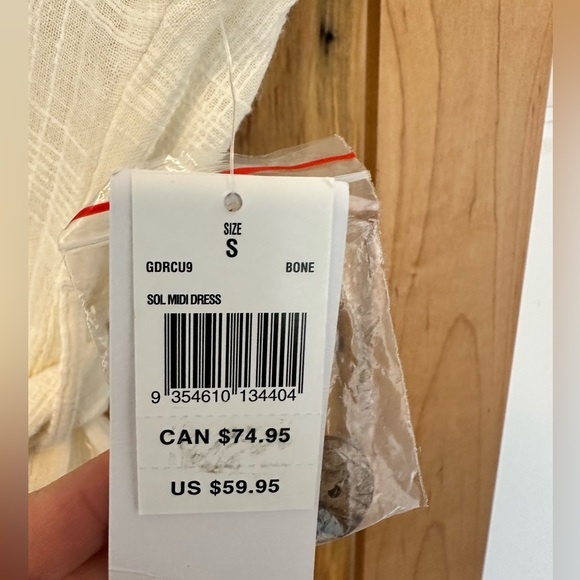 SIZE
S
GDRCU9 BONE
SOL MIDI DRESS
9 354610 134404
CAN $74.95
US $59.95